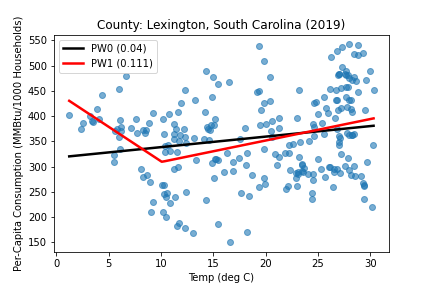 County: Lexington, South Carolina (2019)
PW0 (0.04)
PW1 (0.111)
Per-Capita Consumption (MMBtu/1000 Households)
550
500
450
400
350
300
250
200
150
0 5 10 15 20 25 30
Temp (deg C)